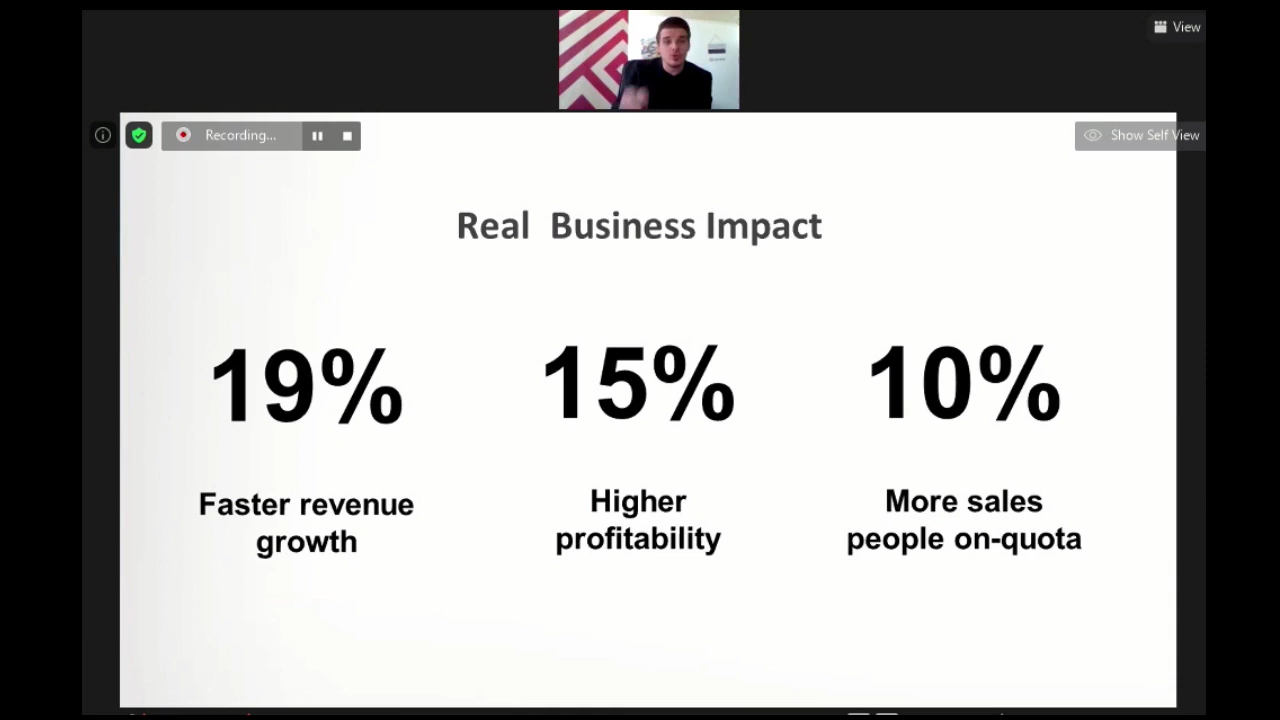 View
Recording...
Show Self View
Real Business Impact
19%
15%
10%
Faster revenue
growth
Higher
profitability
More sales
people on-quota